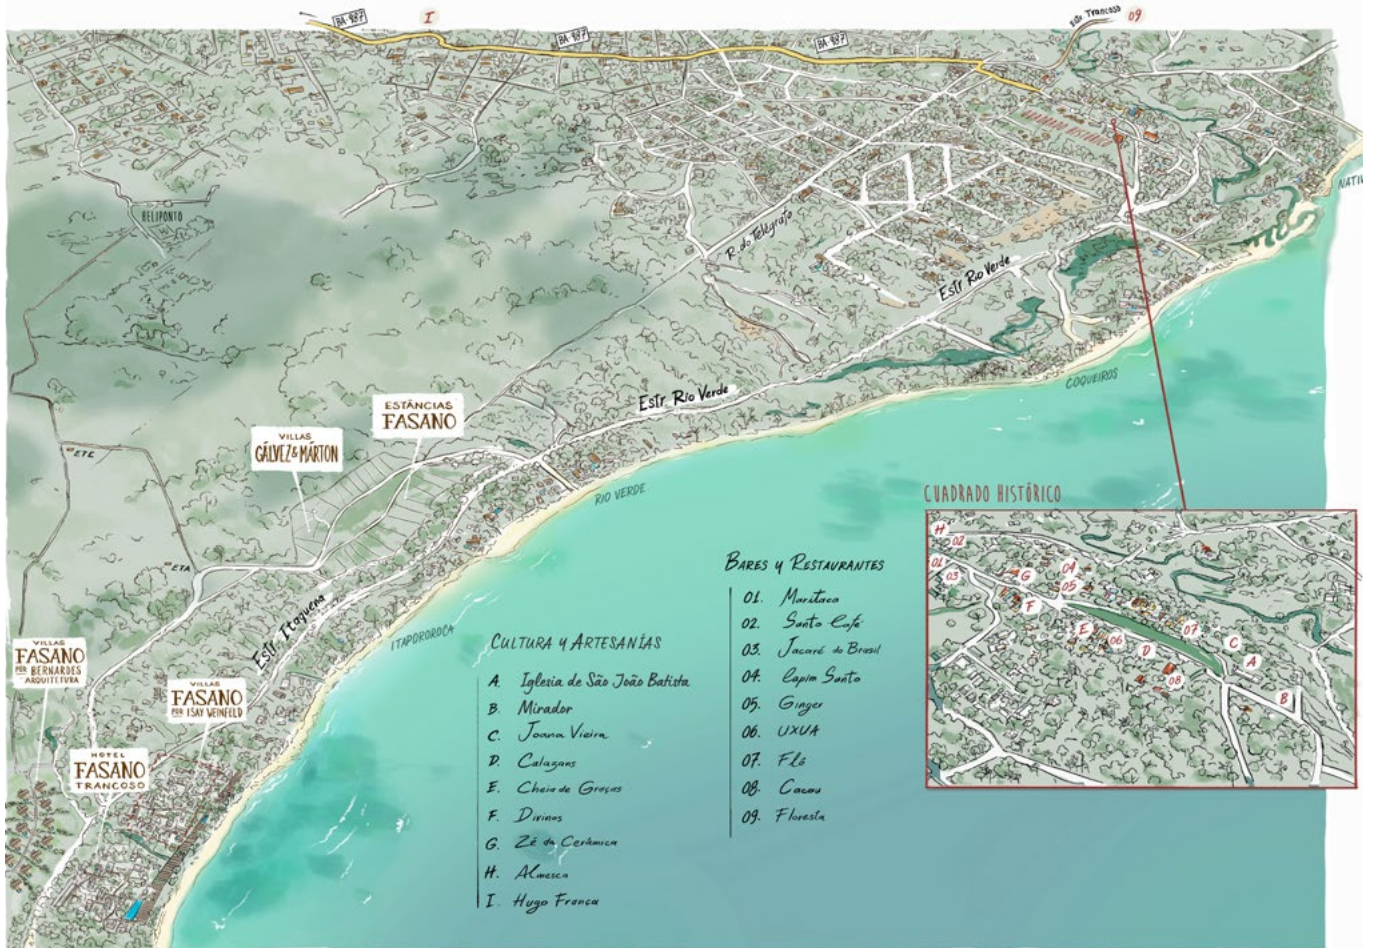 BA-987
I
BA-987
BA-987
Estr Trancoso
09
NATIV
HELIPONTO
H
R. do Telégrafo
Estr Rio Verde
COQUEIROS
Estr. Rio Verde
ESTÂNCIAS
FASANO
VILLAS
GÁLVEZ & MÁRTON
ETE
RIO VERDE
ETA
Estr. Itaquena
ITAPOROROCA
VILLAS
FASANO
POR BERNARDES
ARQUITETURA
VILLAS
FASANO
POR ISAY WEINFELD
HOTEL
FASANO
TRANCOSO
CULTURA Y ARTESANÍAS
A. Iglesia de São João Batista
B. Mirador
C. Joana Vieira
D. Calazans
E. Cheia de Graças
F. Divinos
G. Zé da Cerâmica
H. Almesca
I. Hugo França
BARES Y RESTAURANTES
01. Maritaca
02. Santo Café
03. Jacaré do Brasil
04. Capim Santo
05. Ginger
06. UXUA
07. Flô
08. Cacau
09. Floresta
CUADRADO HISTÓRICO
H
02
01
03
G
04
05
F
E
06
07
D
C
A
08
B